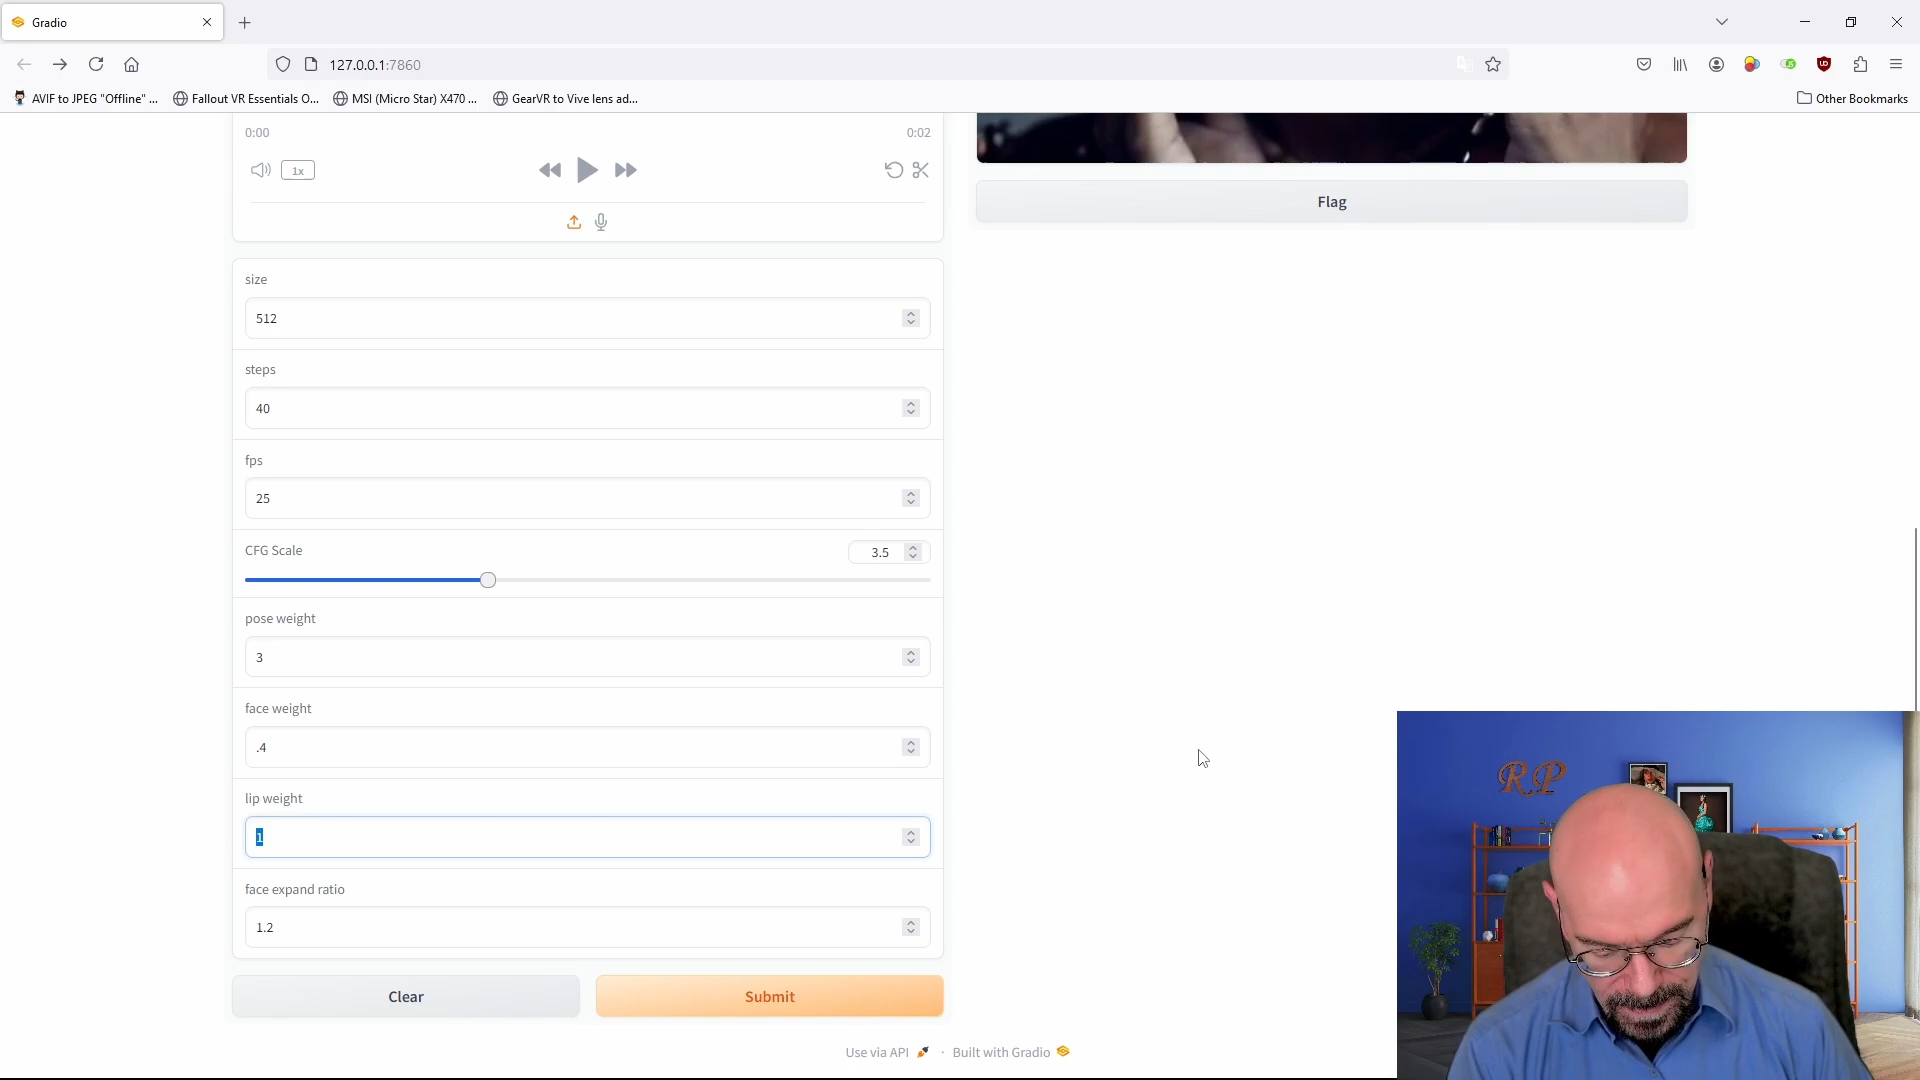 Gradio
127.0.0.1:7860
AVIF to JPEG "Offline" ...
Fallout VR Essentials O...
MSI (Micro Star) X470 ...
GearVR to Vive lens ad...
Other Bookmarks
0:00
0:02
1x
Flag
size
512
steps
40
fps
25
CFG Scale
3.5
pose weight
3
face weight
.4
lip weight
1
face expand ratio
1.2
Clear
Submit
Use via API
·
Built with Gradio
RP